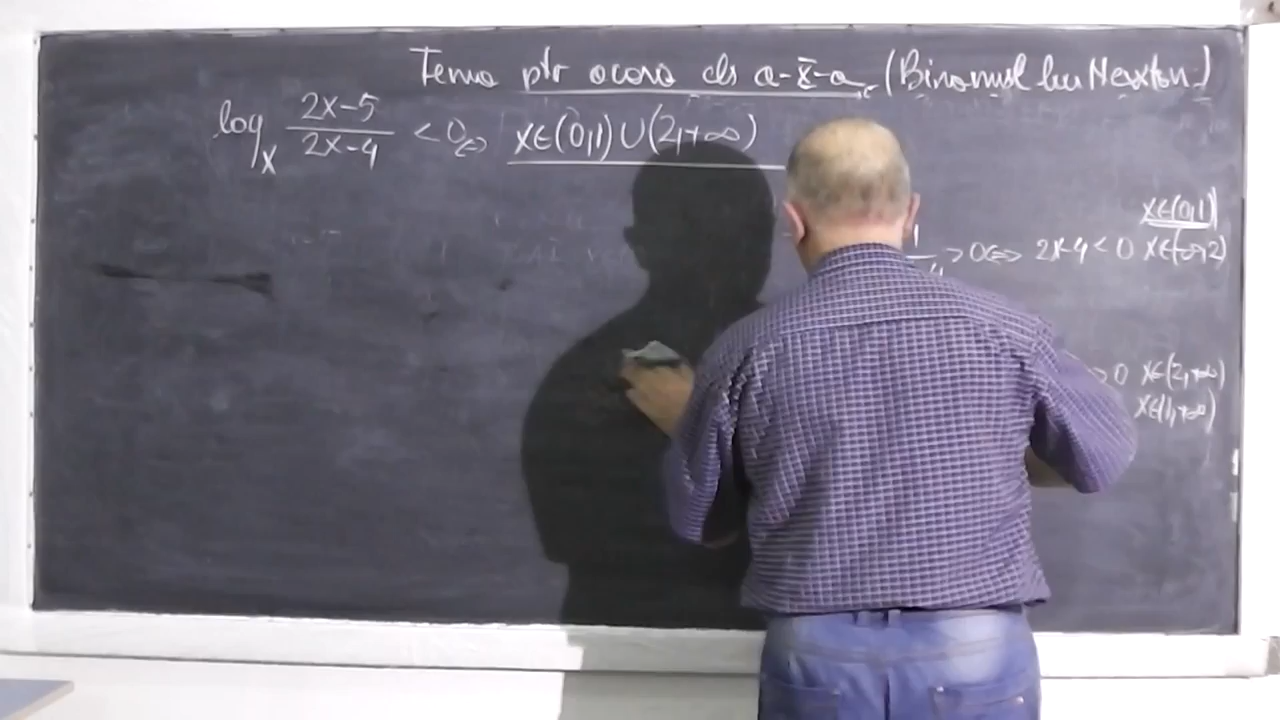 Tema ptr acasă cls a-X-a (Binomul lui Newton)
log_x (2x-5)/(2x-4) < 0 ⇔ x∈(0,1)∪(2,+∞)
x∈(0,1)
>0⇔ 2x-4<0 x∈(-∞,2)
>0 x∈(2,+∞)
x∈(1,+∞)